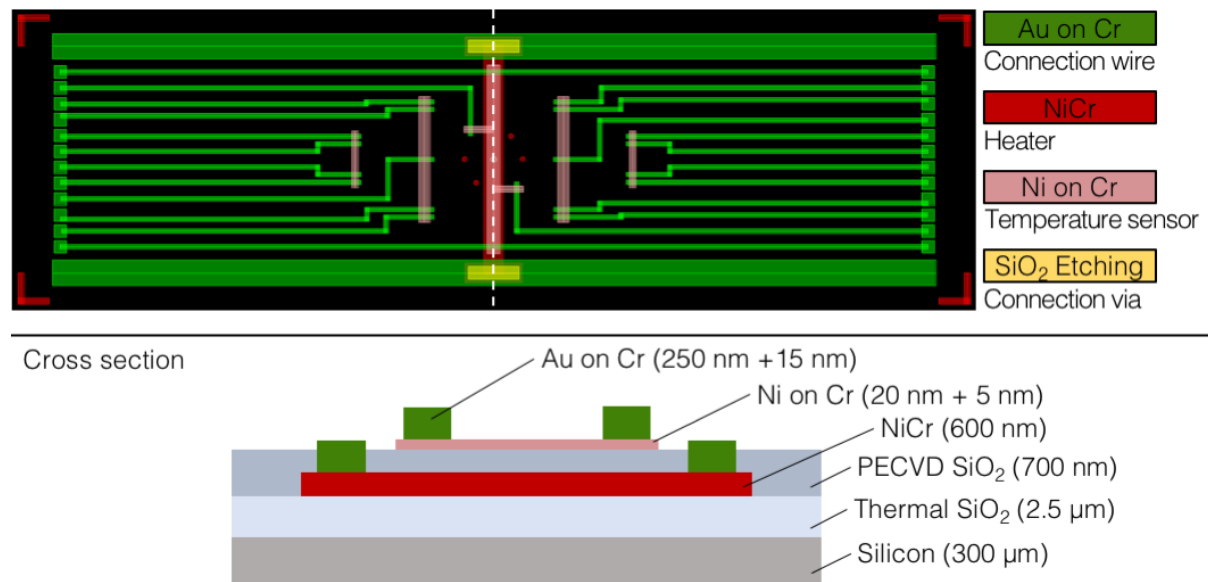 Au on Cr
Connection wire
NiCr
Heater
Ni on Cr
Temperature sensor
SiO₂ Etching
Connection via
Cross section
Au on Cr (250 nm +15 nm)
Ni on Cr (20 nm + 5 nm)
NiCr (600 nm)
PECVD SiO₂ (700 nm)
Thermal SiO₂ (2.5 μm)
Silicon (300 μm)